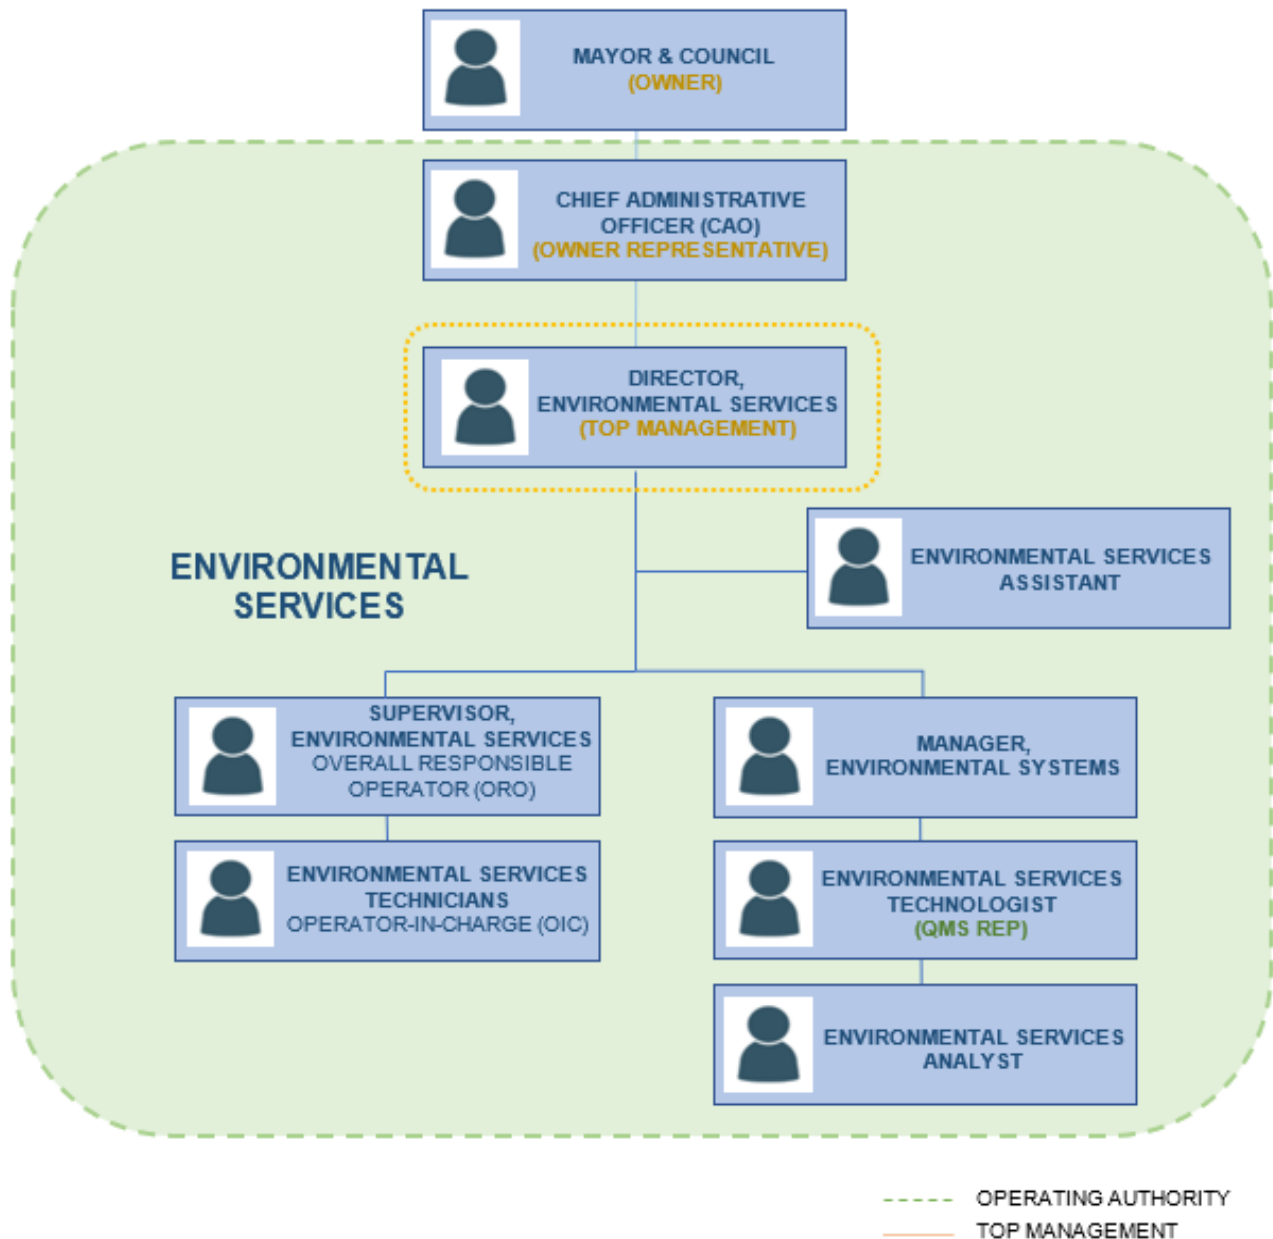 MAYOR & COUNCIL
(OWNER)
CHIEF ADMINISTRATIVE
OFFICER (CAO)
(OWNER REPRESENTATIVE)
DIRECTOR,
ENVIRONMENTAL SERVICES
(TOP MANAGEMENT)
ENVIRONMENTAL SERVICES
ASSISTANT
ENVIRONMENTAL
SERVICES
SUPERVISOR,
ENVIRONMENTAL SERVICES
OVERALL RESPONSIBLE
OPERATOR (ORO)
MANAGER,
ENVIRONMENTAL SYSTEMS
ENVIRONMENTAL SERVICES
TECHNICIANS
OPERATOR-IN-CHARGE (OIC)
ENVIRONMENTAL SERVICES
TECHNOLOGIST
(QMS REP)
ENVIRONMENTAL SERVICES
ANALYST
OPERATING AUTHORITY
TOP MANAGEMENT